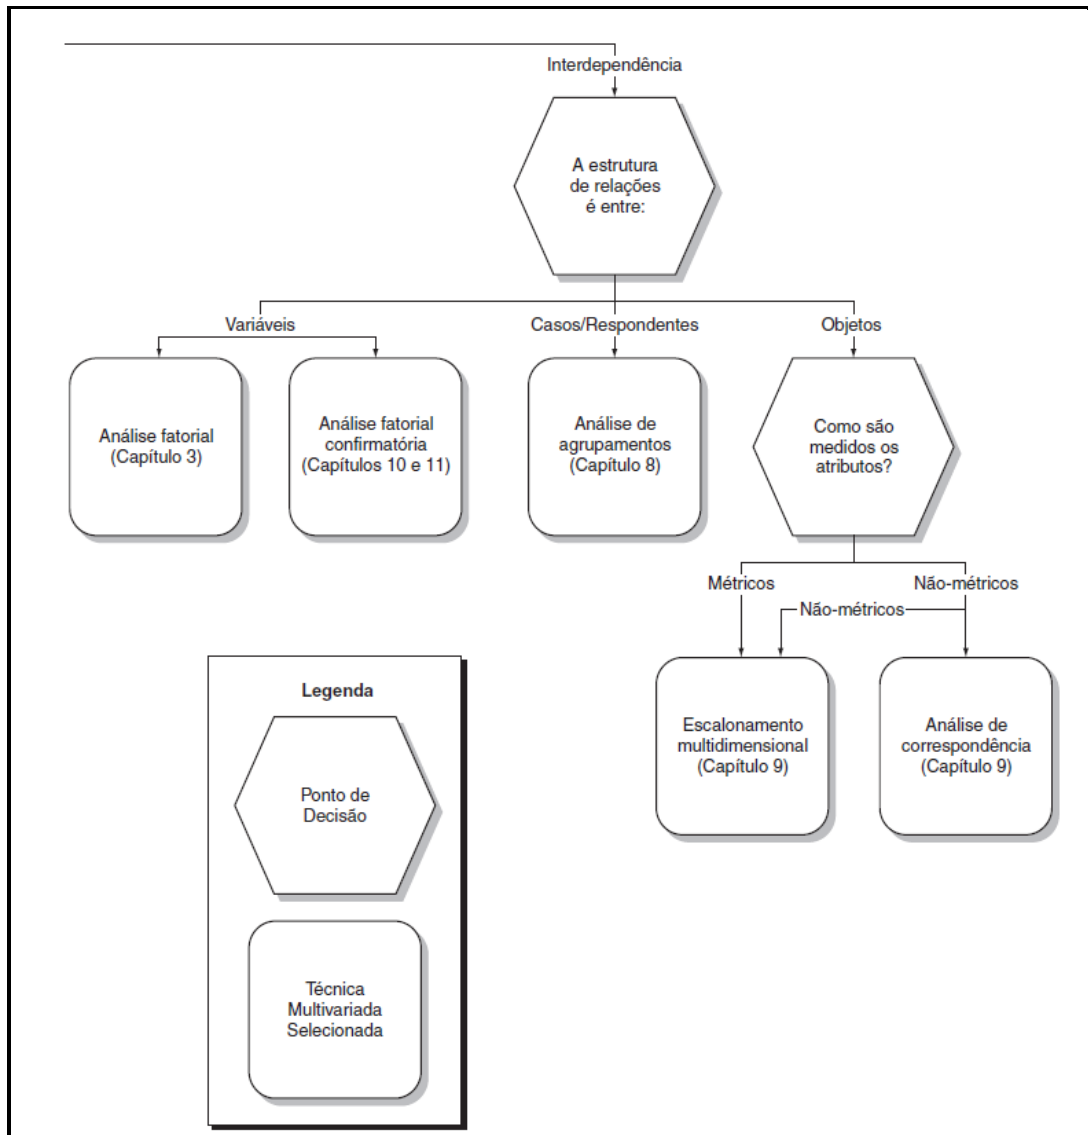 Interdependência
A estrutura
de relações
é entre:
Variáveis
Casos/Respondentes
Objetos
Análise fatorial
(Capítulo 3)
Análise fatorial
confirmatória
(Capítulos 10 e 11)
Análise de
agrupamentos
(Capítulo 8)
Como são
medidos os
atributos?
Métricos
Não-métricos
Não-métricos
Escalonamento
multidimensional
(Capítulo 9)
Análise de
correspondência
(Capítulo 9)
Legenda
Ponto de
Decisão
Técnica
Multivariada
Selecionada